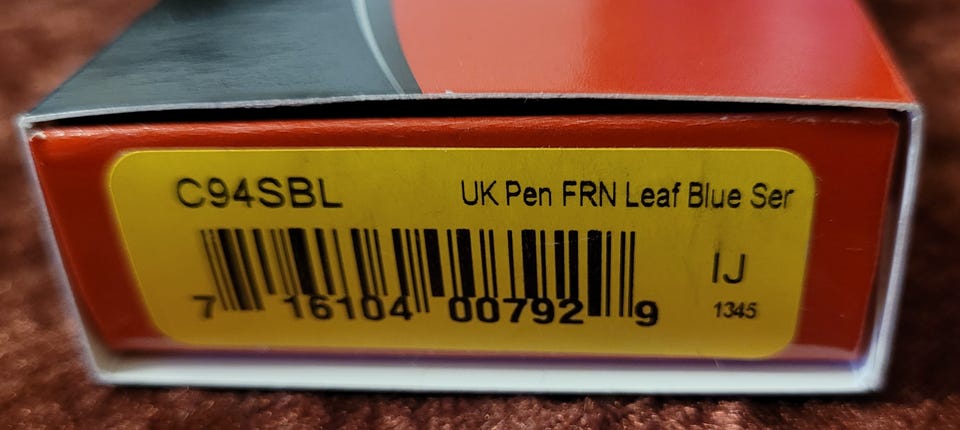 C94SBL UK Pen FRN Leaf Blue Ser
IJ
7 16104 00792 9 1345